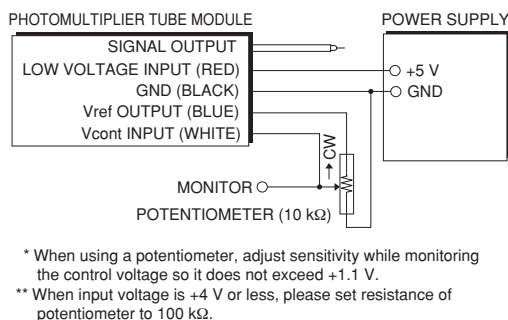 PHOTOMULTIPLIER TUBE MODULE
POWER SUPPLY
SIGNAL OUTPUT
LOW VOLTAGE INPUT (RED)
+5 V
GND (BLACK)
GND
Vref OUTPUT (BLUE)
Vcont INPUT (WHITE)
CW
MONITOR
POTENTIOMETER (10 kΩ)
* When using a potentiometer, adjust sensitivity while monitoring
the control voltage so it does not exceed +1.1 V.
** When input voltage is +4 V or less, please set resistance of
potentiometer to 100 kΩ.